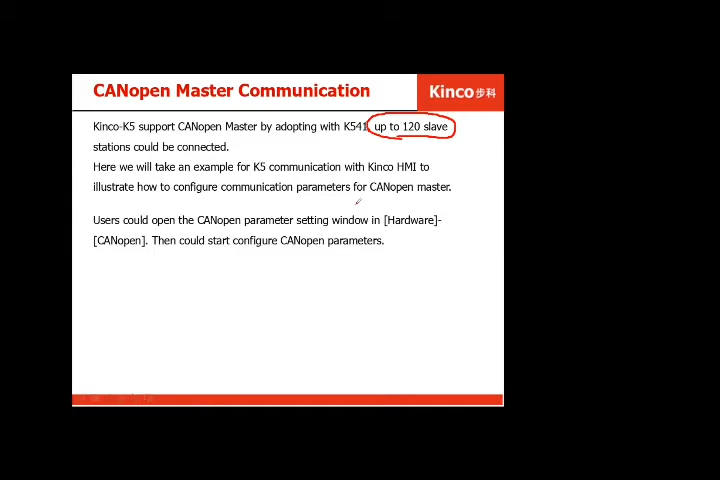 CANopen Master Communication
Kinco步科
Kinco-K5 support CANopen Master by adopting with K541, up to 120 slave
stations could be connected.
Here we will take an example for K5 communication with Kinco HMI to
illustrate how to configure communication parameters for CANopen master.
Users could open the CANopen parameter setting window in [Hardware]-
[CANopen]. Then could start configure CANopen parameters.